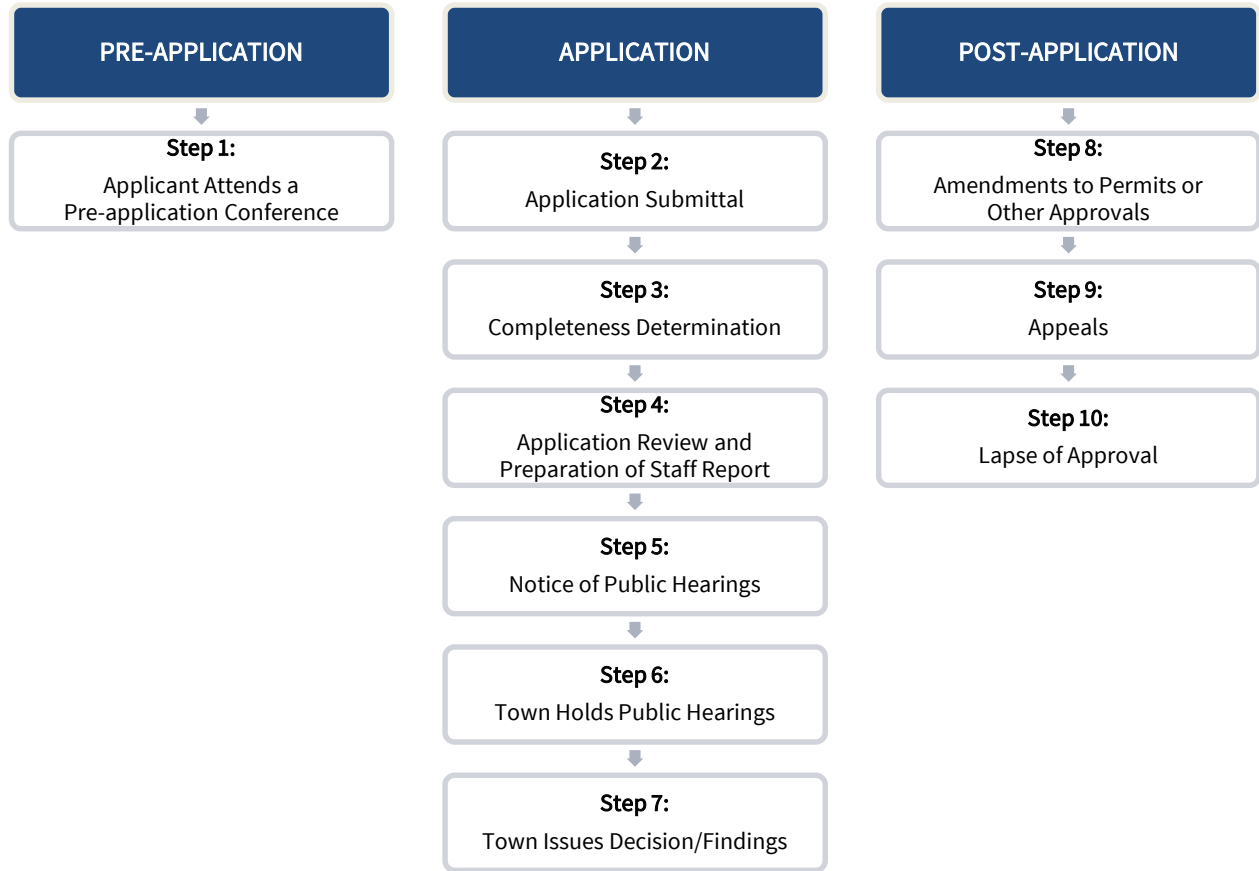 PRE-APPLICATION
Step 1:
Applicant Attends a
Pre-application Conference
APPLICATION
Step 2:
Application Submittal
Step 3:
Completeness Determination
Step 4:
Application Review and
Preparation of Staff Report
Step 5:
Notice of Public Hearings
Step 6:
Town Holds Public Hearings
Step 7:
Town Issues Decision/Findings
POST-APPLICATION
Step 8:
Amendments to Permits or
Other Approvals
Step 9:
Appeals
Step 10:
Lapse of Approval